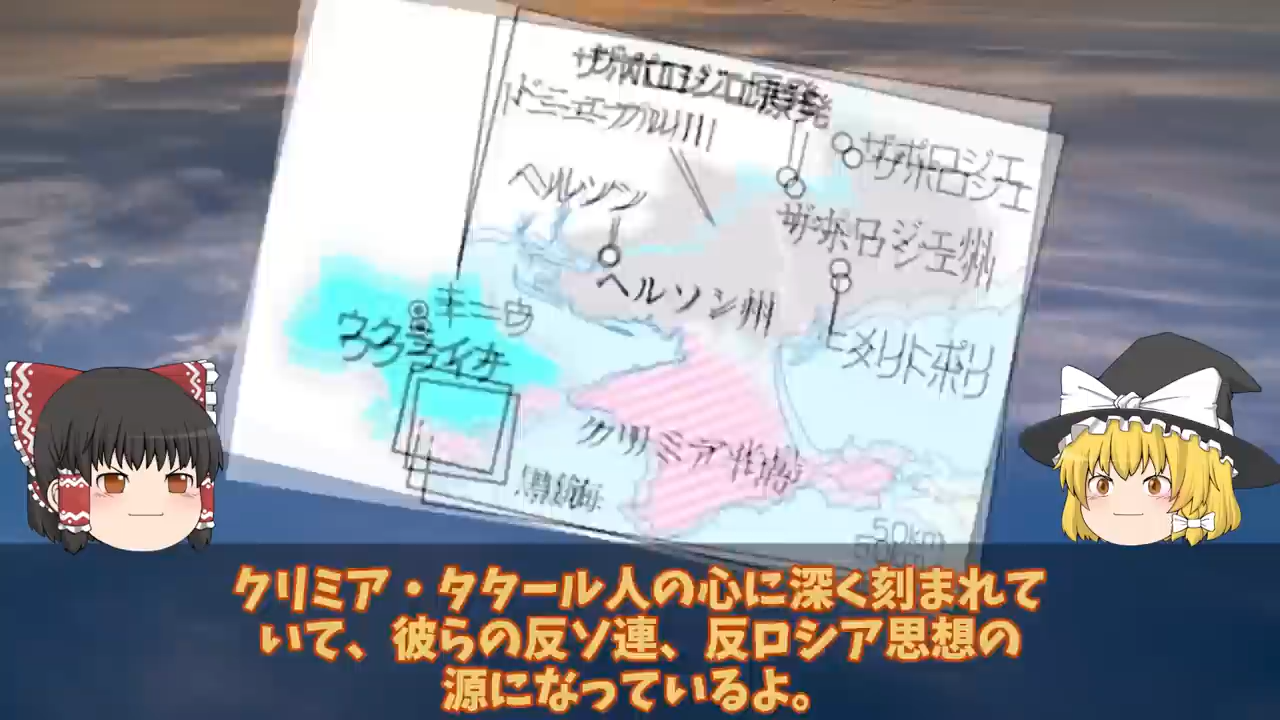 ザポロジエ原発
ドニエプル川
ザポロジエ
ヘルソン
ザポロジエ州
ヘルソン州
キーウ
ウクライナ
メリトポリ
クリミア半島
黒海
50km
クリミア・タタール人の心に深く刻まれて
いて、彼らの反ソ連、反ロシア思想の
源になっているよ。